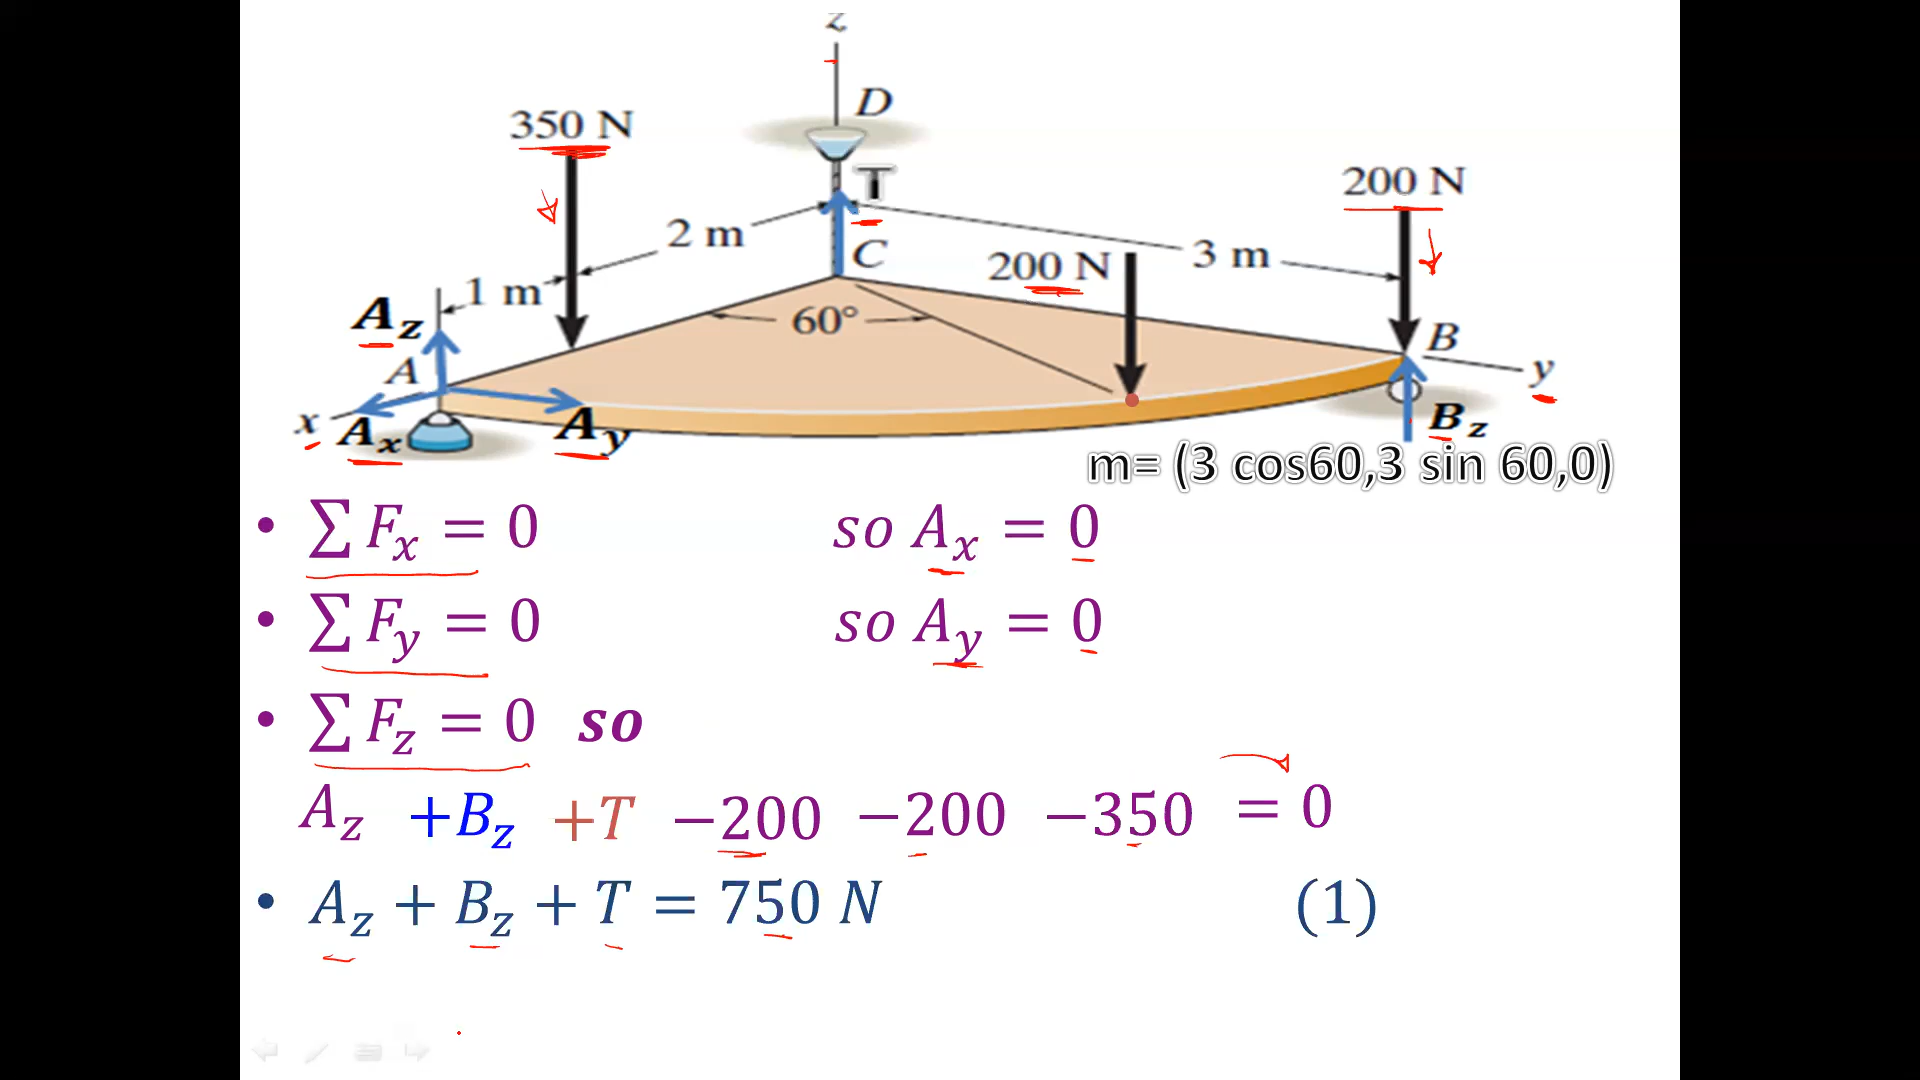 z
D
350 N
T
200 N
2 m
C
200 N
3 m
1 m
A_z
60°
B
A
y
x
A_x
A_y
B_z
m= (3 cos60,3 sin 60,0)
• ∑ F_x = 0 so A_x = 0
• ∑ F_y = 0 so A_y = 0
• ∑ F_z = 0 so
A_z +B_z +T −200 −200 −350 = 0
• A_z + B_z + T = 750 N (1)